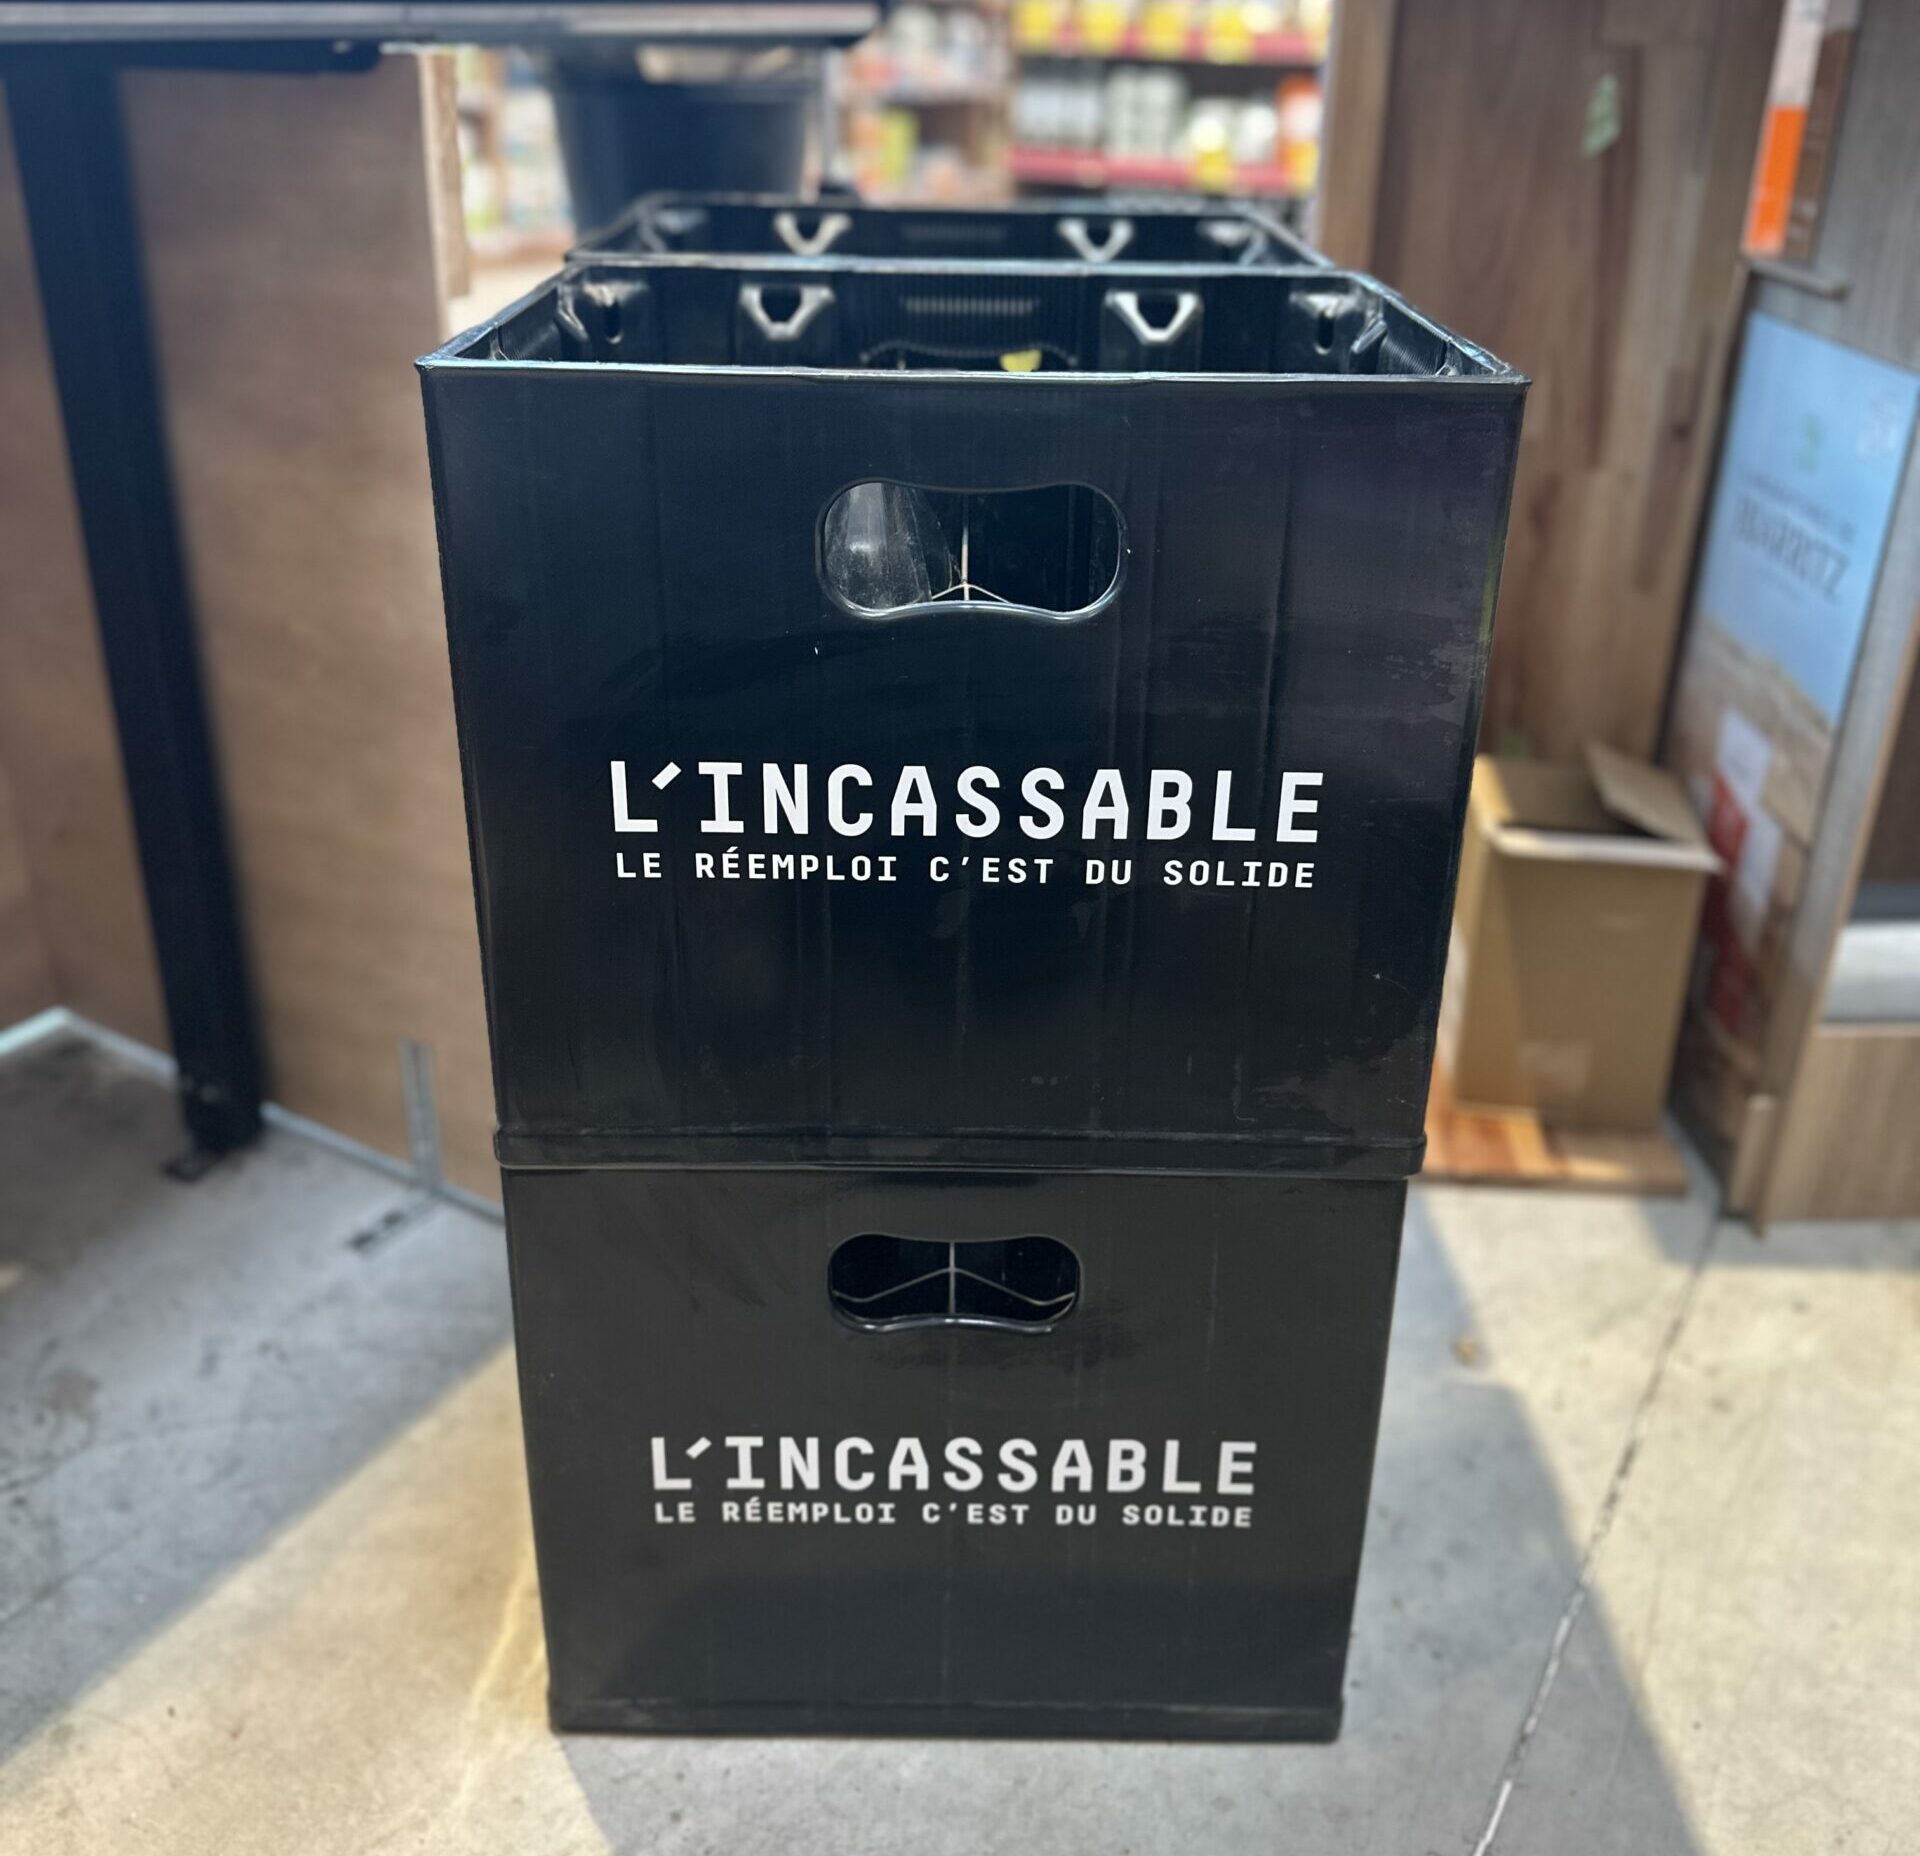 L'INCASSABLE
LE RÉEMPLOI C'EST DU SOLIDE
L'INCASSABLE
LE RÉEMPLOI C'EST DU SOLIDE